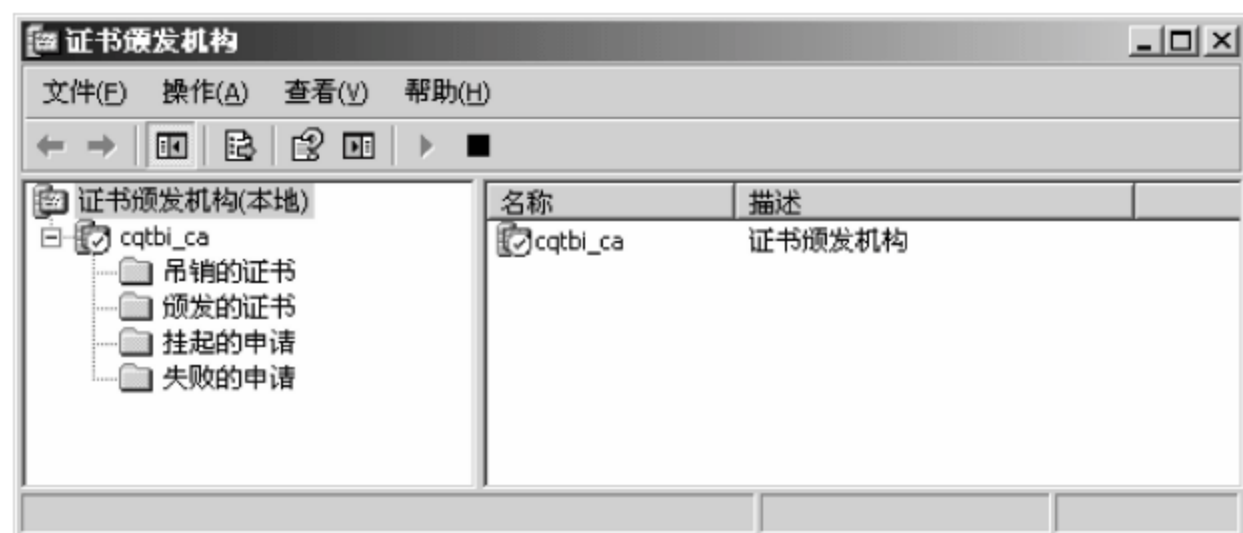 证书颁发机构
文件(F) 操作(A) 查看(V) 帮助(H)
证书颁发机构(本地)
cqtbi_ca
吊销的证书
颁发的证书
挂起的申请
失败的申请
名称 描述
cqtbi_ca 证书颁发机构